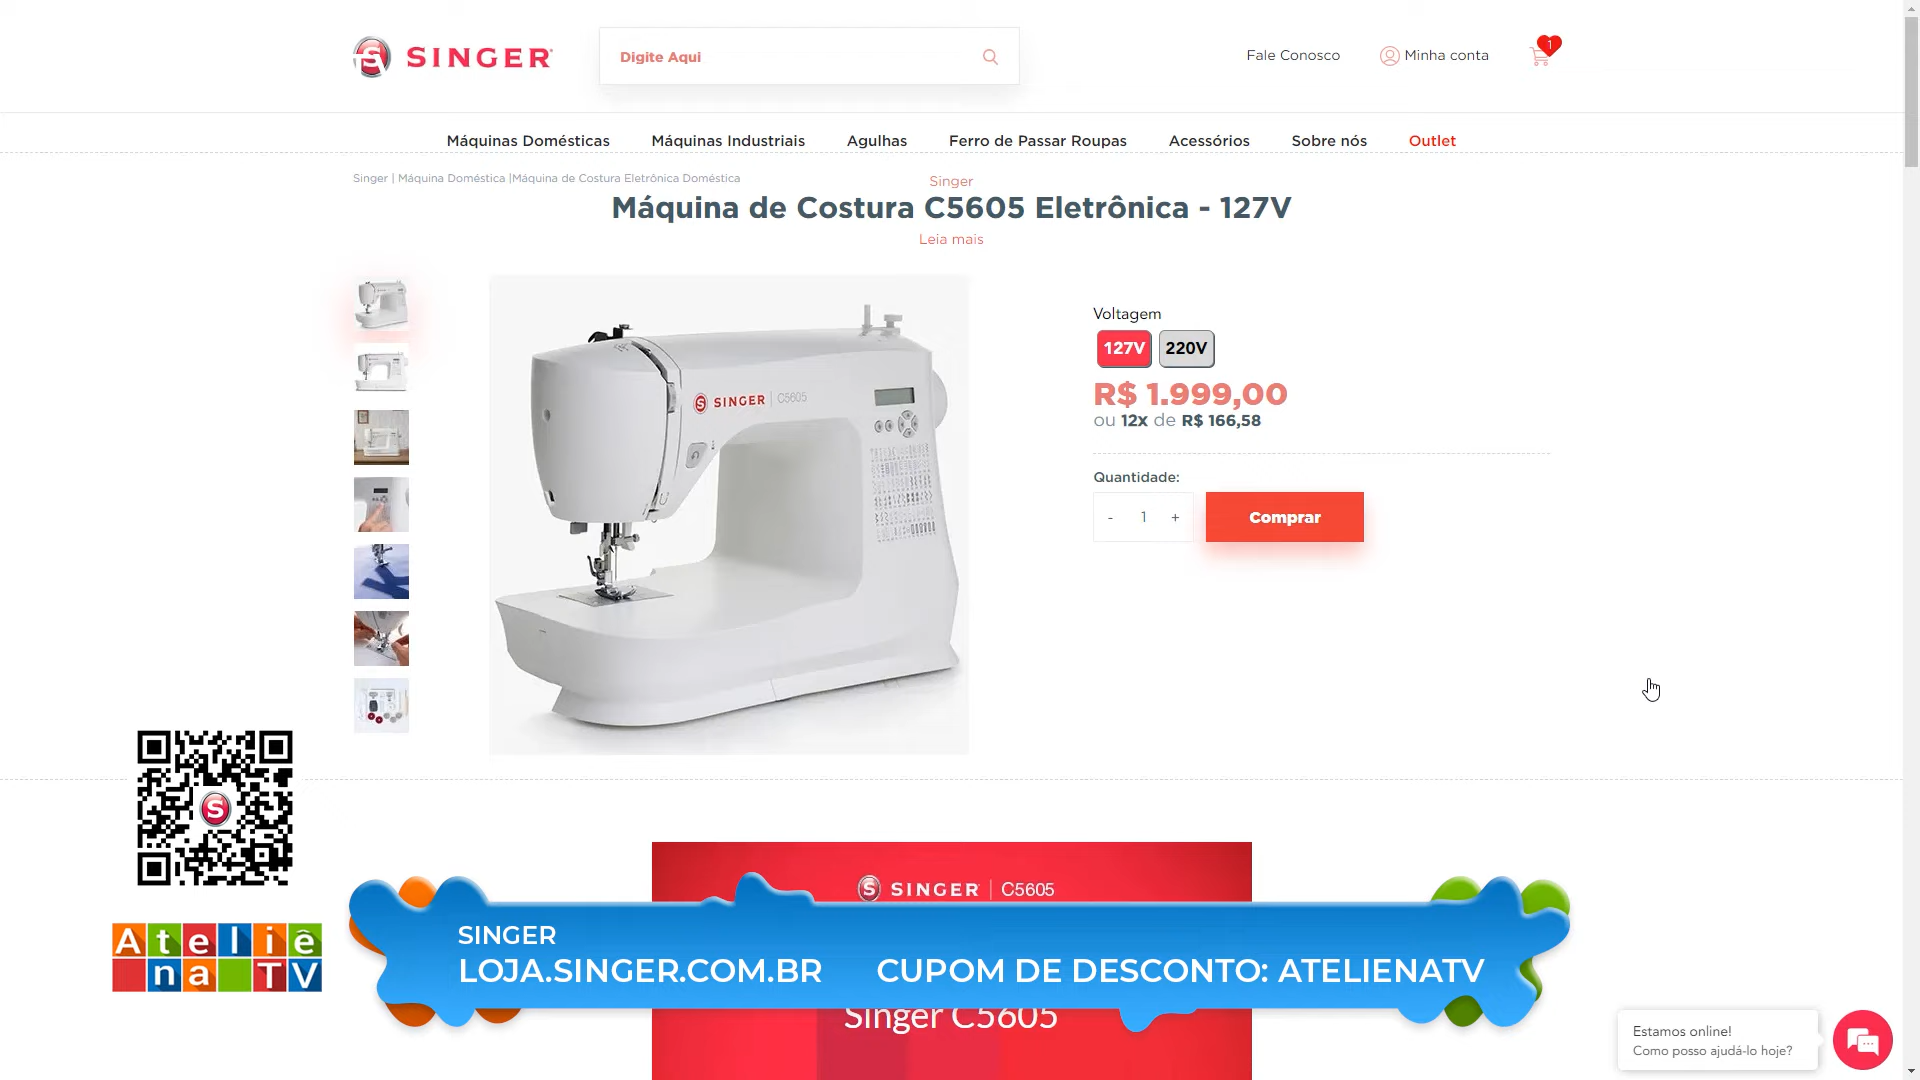 SINGER
Digite Aqui
Fale Conosco
Minha conta
1
Máquinas Domésticas
Máquinas Industriais
Agulhas
Ferro de Passar Roupas
Acessórios
Sobre nós
Outlet
Singer | Máquina Doméstica |Máquina de Costura Eletrônica Doméstica
Singer
Máquina de Costura C5605 Eletrônica - 127V
Leia mais
SINGER | C5605
Voltagem
127V 220V
R$ 1.999,00
ou 12x de R$ 166,58
Quantidade:
- 1 +
Comprar
SINGER | C5605
SINGER
LOJA.SINGER.COM.BR CUPOM DE DESCONTO: ATELIENATV
Ateliê
na TV
Singer C5605
Estamos online!
Como posso ajudá-lo hoje?